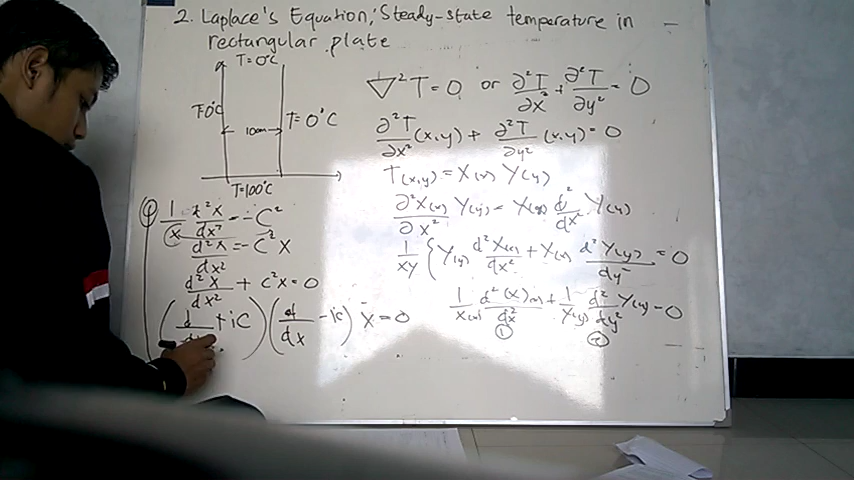 2. Laplace's Equation; Steady-state temperature in
rectangular plate
T=0°C
T=0°C
10cm
T=0°C
T=100°C
∇²T=0 or ∂²T/∂x² + ∂²T/∂y² = 0
∂²T/∂x² (x,y) + ∂²T/∂y² (x,y) = 0
T(x,y) = X(x) Y(y)
∂²X(x)/∂x² Y(y) = X(x) d²/dx² Y(y)
1/xy { Y(y) d²X(x)/dx² + X(x) d²Y(y)/dy² = 0
1/X(x) d²(x)(x)/dx² + 1/Y(y) d²/dy² Y(y) = 0
① ②
① 1/x d²x/dx² = -C²
d²x/dx² = -C²X
d²x/dx² + C²x = 0
(d/dx + iC)(d/dx - iC) X = 0